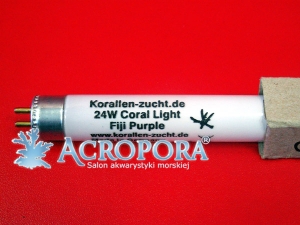 Korallen-zucht.de
24W Coral Light
Fiji Purple
www.korallen-zucht.de
ACROPORA®
Salon akwarystyki morskiej